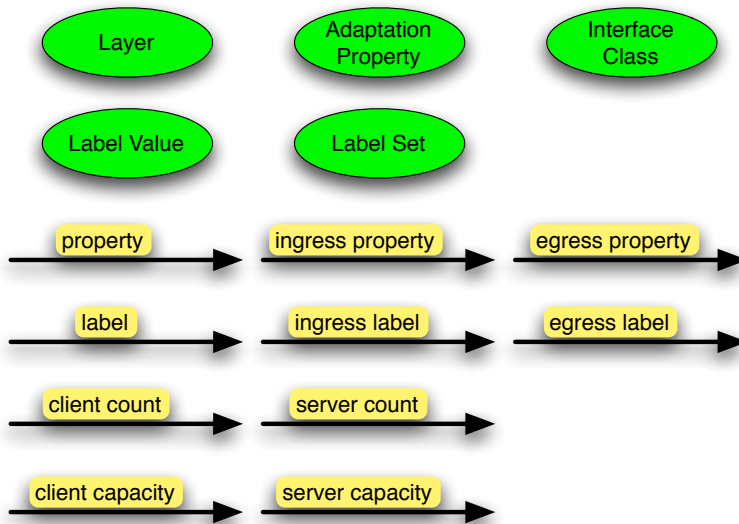 Layer
Adaptation
Property
Interface
Class
Label Value
Label Set
property
ingress property
egress property
label
ingress label
egress label
client count
server count
client capacity
server capacity